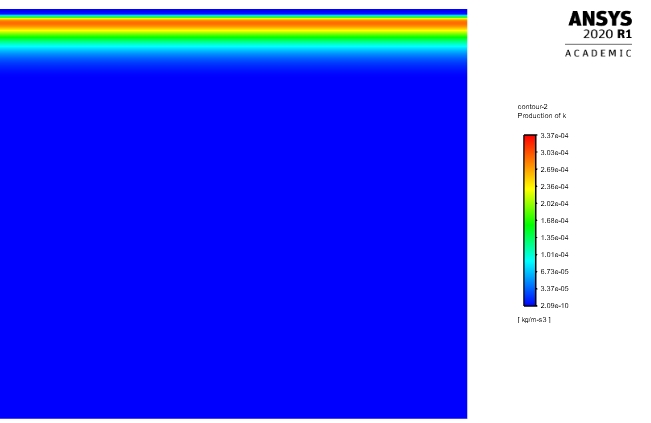 ANSYS
2020 R1
ACADEMIC
contour-2
Production of k
3.37e-04
3.03e-04
2.69e-04
2.36e-04
2.02e-04
1.68e-04
1.35e-04
1.01e-04
6.73e-05
3.37e-05
2.09e-10
[ kg/m-s3 ]